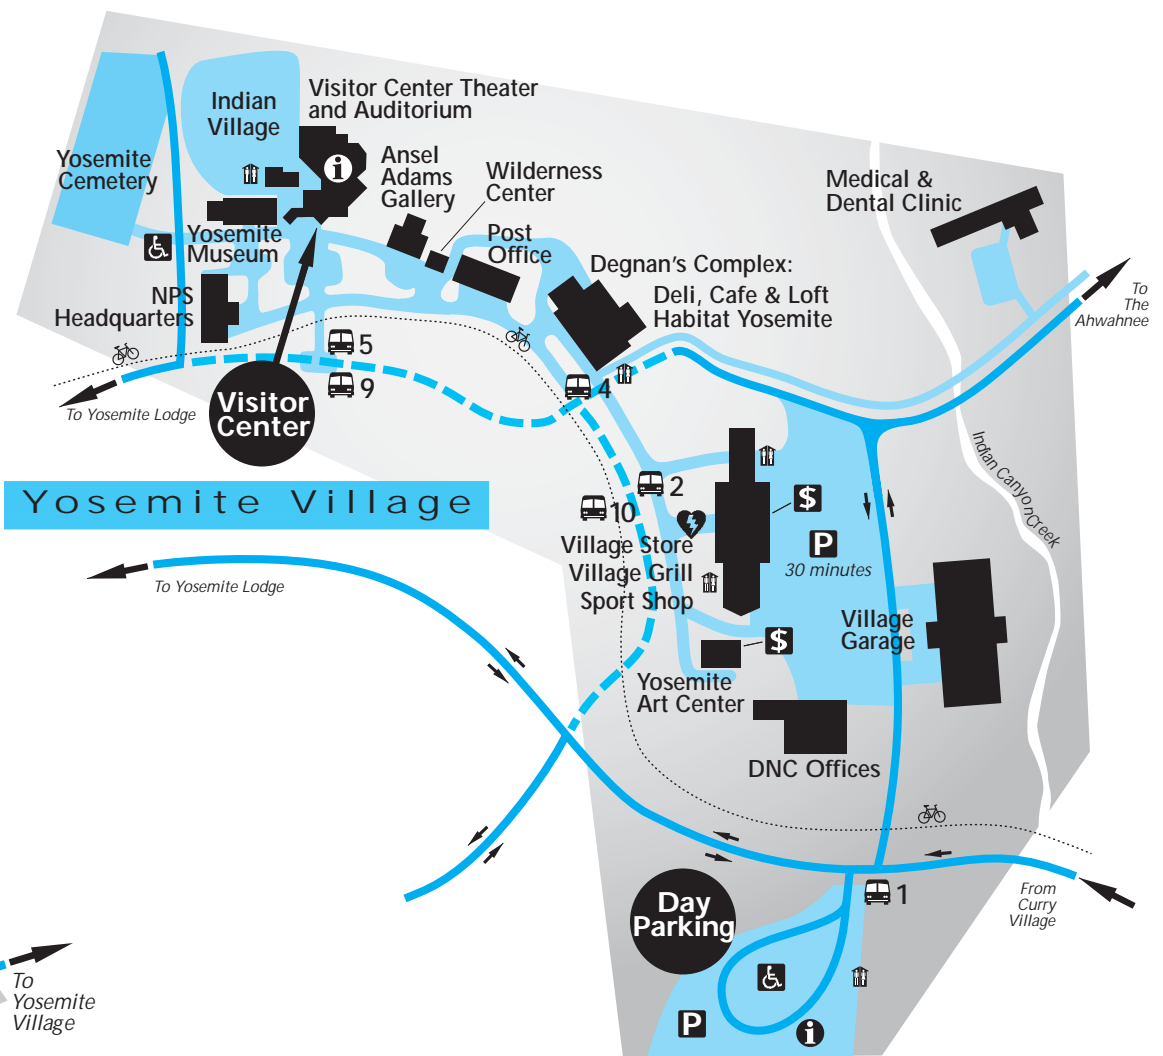 Visitor Center Theater
and Auditorium
Indian
Village
i
Yosemite
Cemetery
Ansel
Adams
Gallery
Wilderness
Center
Medical &
Dental Clinic
Yosemite
Museum
Post
Office
Degnan's Complex:
Deli, Cafe & Loft
Habitat Yosemite
NPS
Headquarters
To
The
Ahwahnee
5
9
4
To Yosemite Lodge
Visitor
Center
Indian Canyon Creek
Yosemite Village
2
10
$
P
30 minutes
Village Store
Village Grill
Sport Shop
To Yosemite Lodge
Village
Garage
$
Yosemite
Art Center
DNC Offices
1
From
Curry
Village
Day
Parking
P
i
To
Yosemite
Village